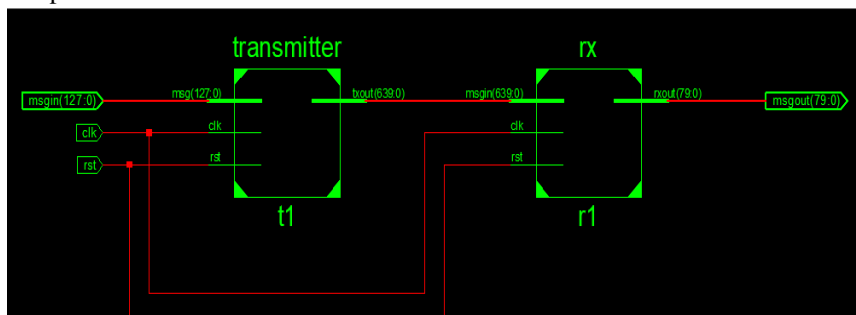 transmitter rx
msgin(127:0) msg(127:0) txout(639:0) msgin(639:0) rxout(79:0) msgout(79:0)
clk clk clk
rst rst rst
t1 r1